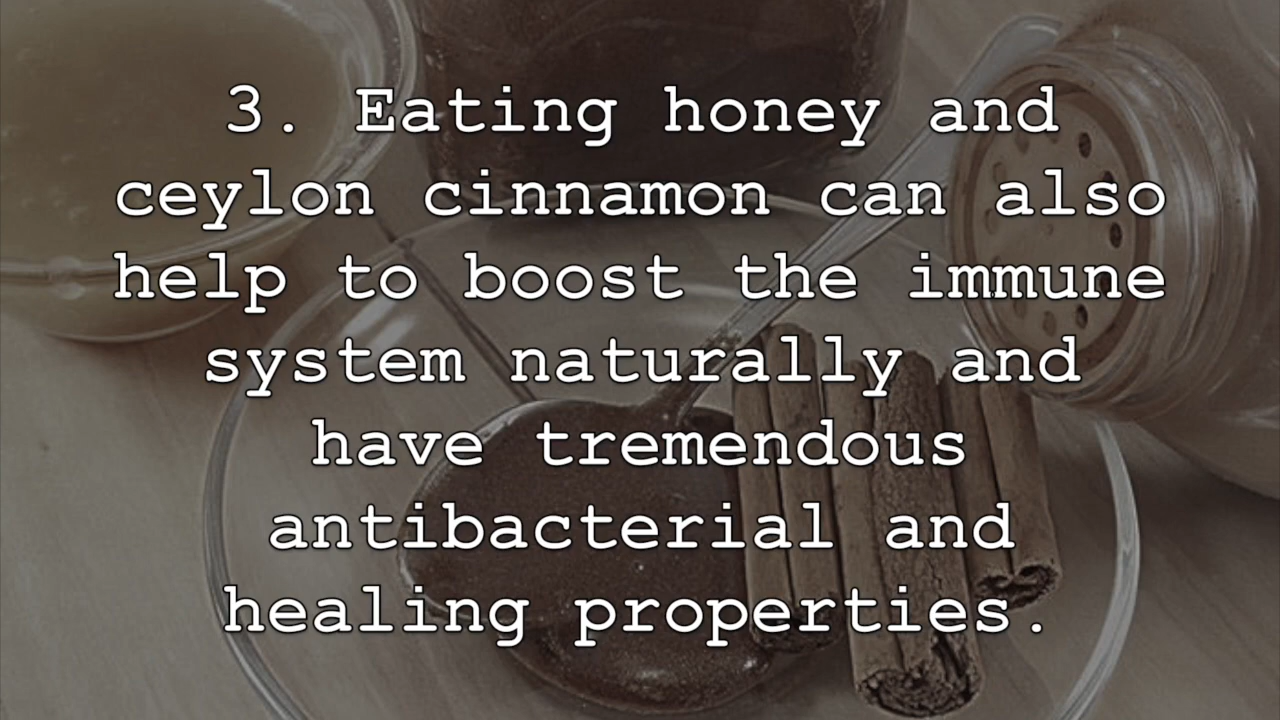 3. Eating honey and
ceylon cinnamon can also
help to boost the immune
system naturally and
have tremendous
antibacterial and
healing properties.